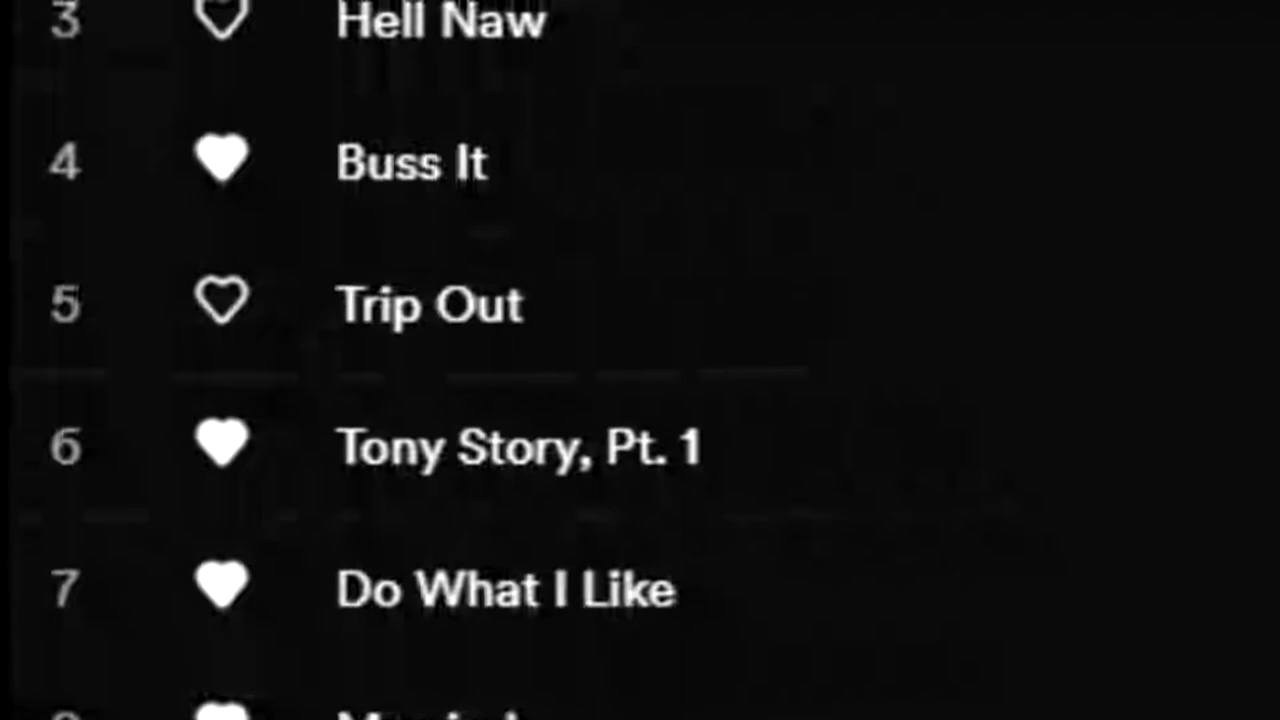 3 Hell Naw
4 Buss It
5 Trip Out
6 Tony Story, Pt. 1
7 Do What I Like